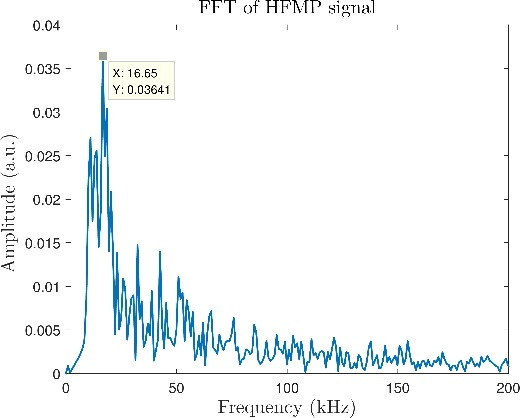 FFT of HFMP signal
0.04
0.035
0.03
0.025
0.02
0.015
0.01
0.005
0
X: 16.65
Y: 0.03641
Amplitude (a.u.)
0 50 100 150 200
Frequency (kHz)